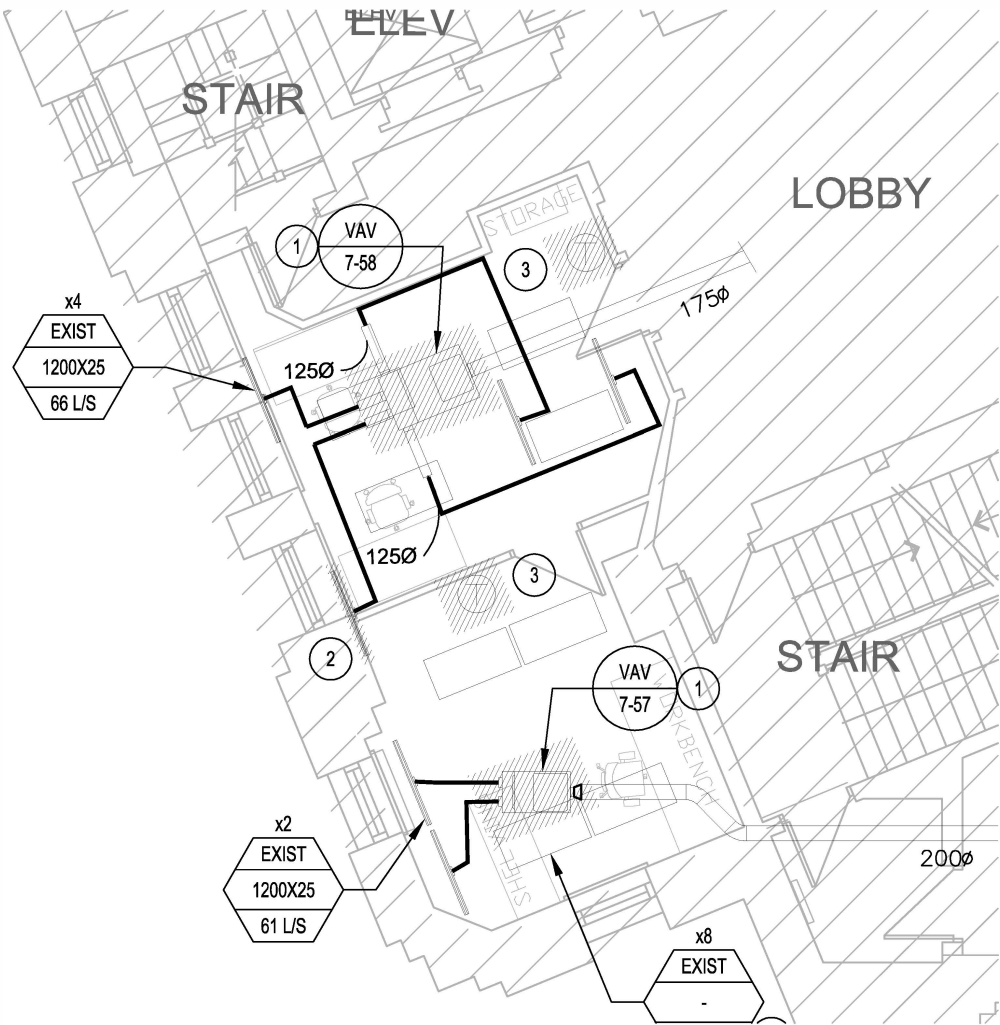 ELEV
ELEV
STAIR
LOBBY
STORAGE
1
VAV
7-58
3
175ø
x4
EXIST
1200X25
66 L/S
125Ø
125Ø
3
2
STAIR
VAV
7-57
1
WORKBENCH
x2
EXIST
1200X25
61 L/S
200ø
x8
EXIST
-